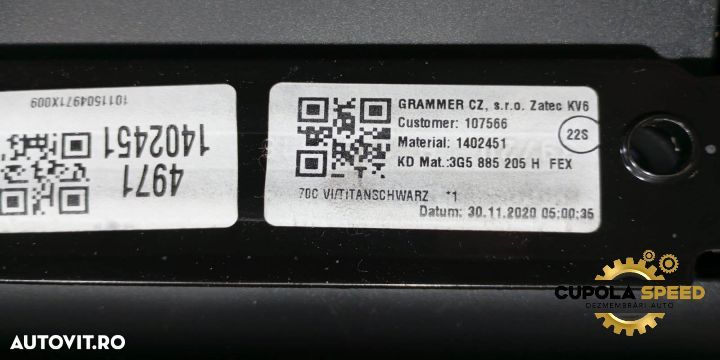 1011504971X009
1402451
4971
GRAMMER CZ, s.r.o. Zatec KV6
Customer: 107566
Material: 1402451
22S
KD Mat.:3G5 885 205 H FEX
70C VI/TITANSCHWARZ *1
Datum: 30.11.2020 05:00:35
CUPOLA SPEED
DEZMEMBRĂRI AUTO
AUTOVIT.RO